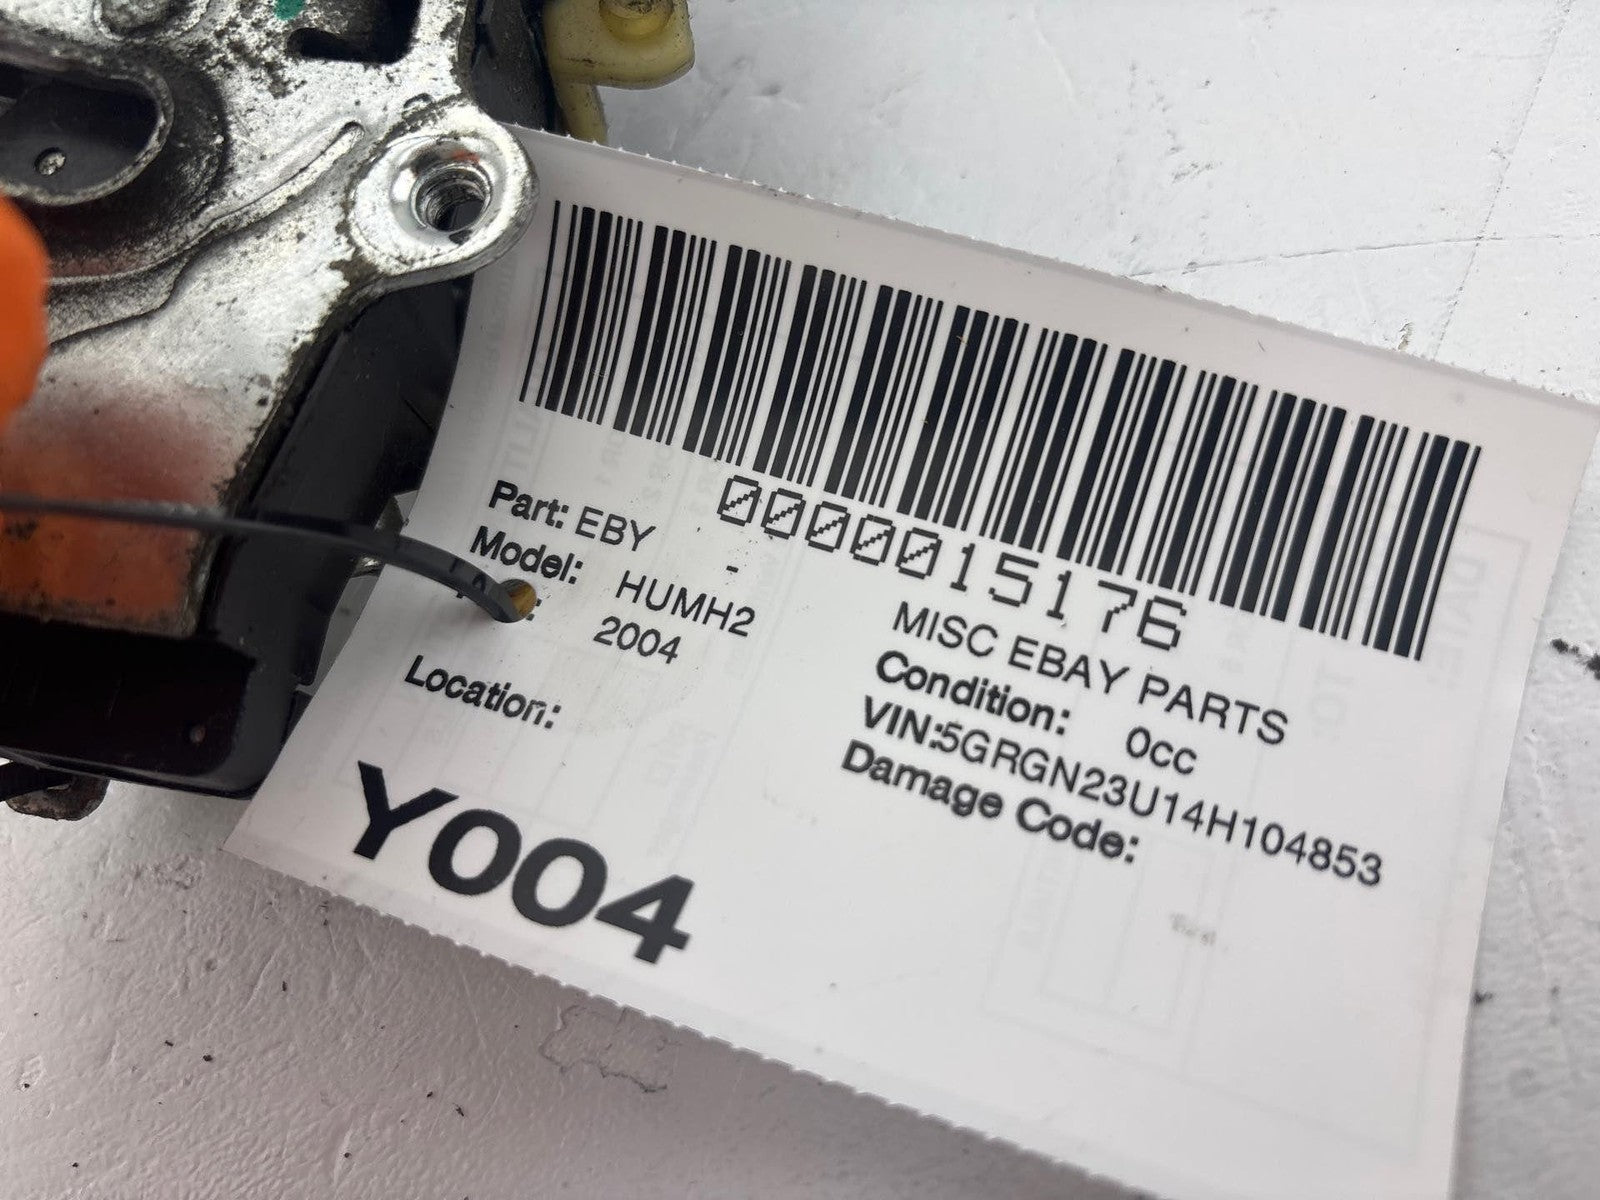 0000015176
Part: EBY -
MISC EBAY PARTS
Model: HUMH2
Condition: 0cc
2004
VIN:5GRGN23U14H104853
Location:
Damage Code:
Y004